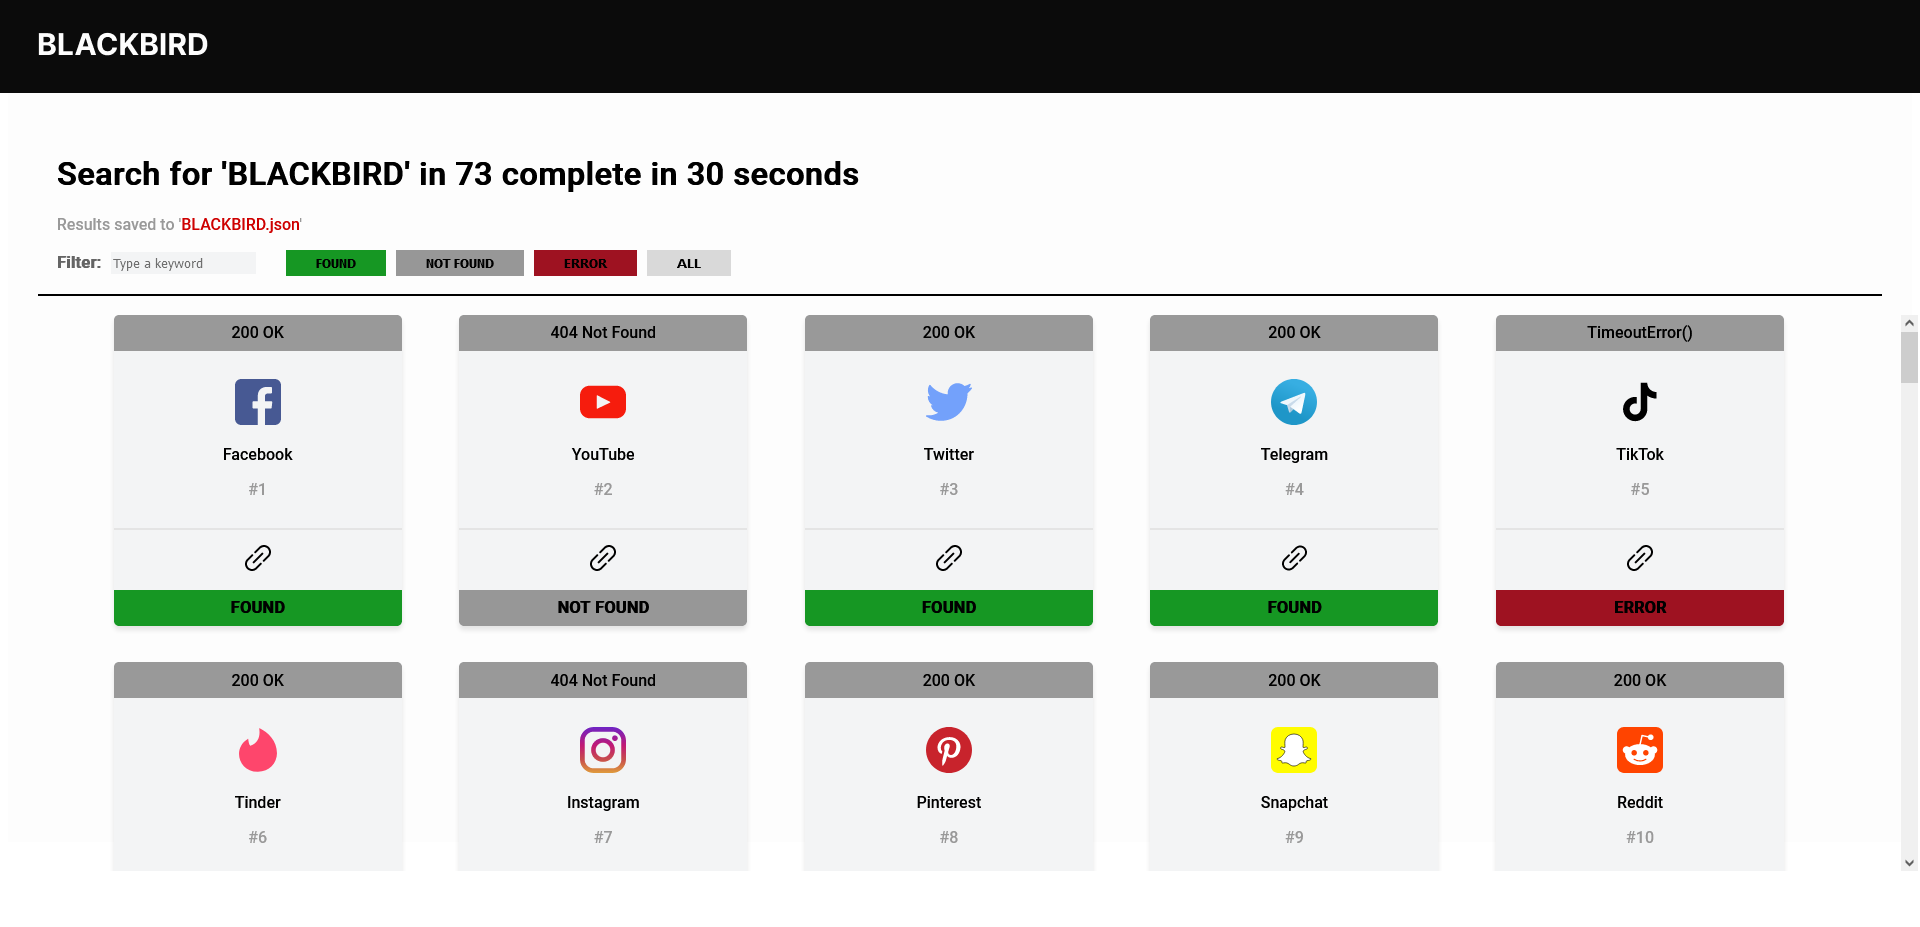 BLACKBIRD
Search for 'BLACKBIRD' in 73 complete in 30 seconds
Results saved to 'BLACKBIRD.json'
Filter: Type a keyword FOUND NOT FOUND ERROR ALL
200 OK 404 Not Found 200 OK 200 OK TimeoutError()
Facebook YouTube Twitter Telegram TikTok
#1 #2 #3 #4 #5
FOUND NOT FOUND FOUND FOUND ERROR
200 OK 404 Not Found 200 OK 200 OK 200 OK
Tinder Instagram Pinterest Snapchat Reddit
#6 #7 #8 #9 #10